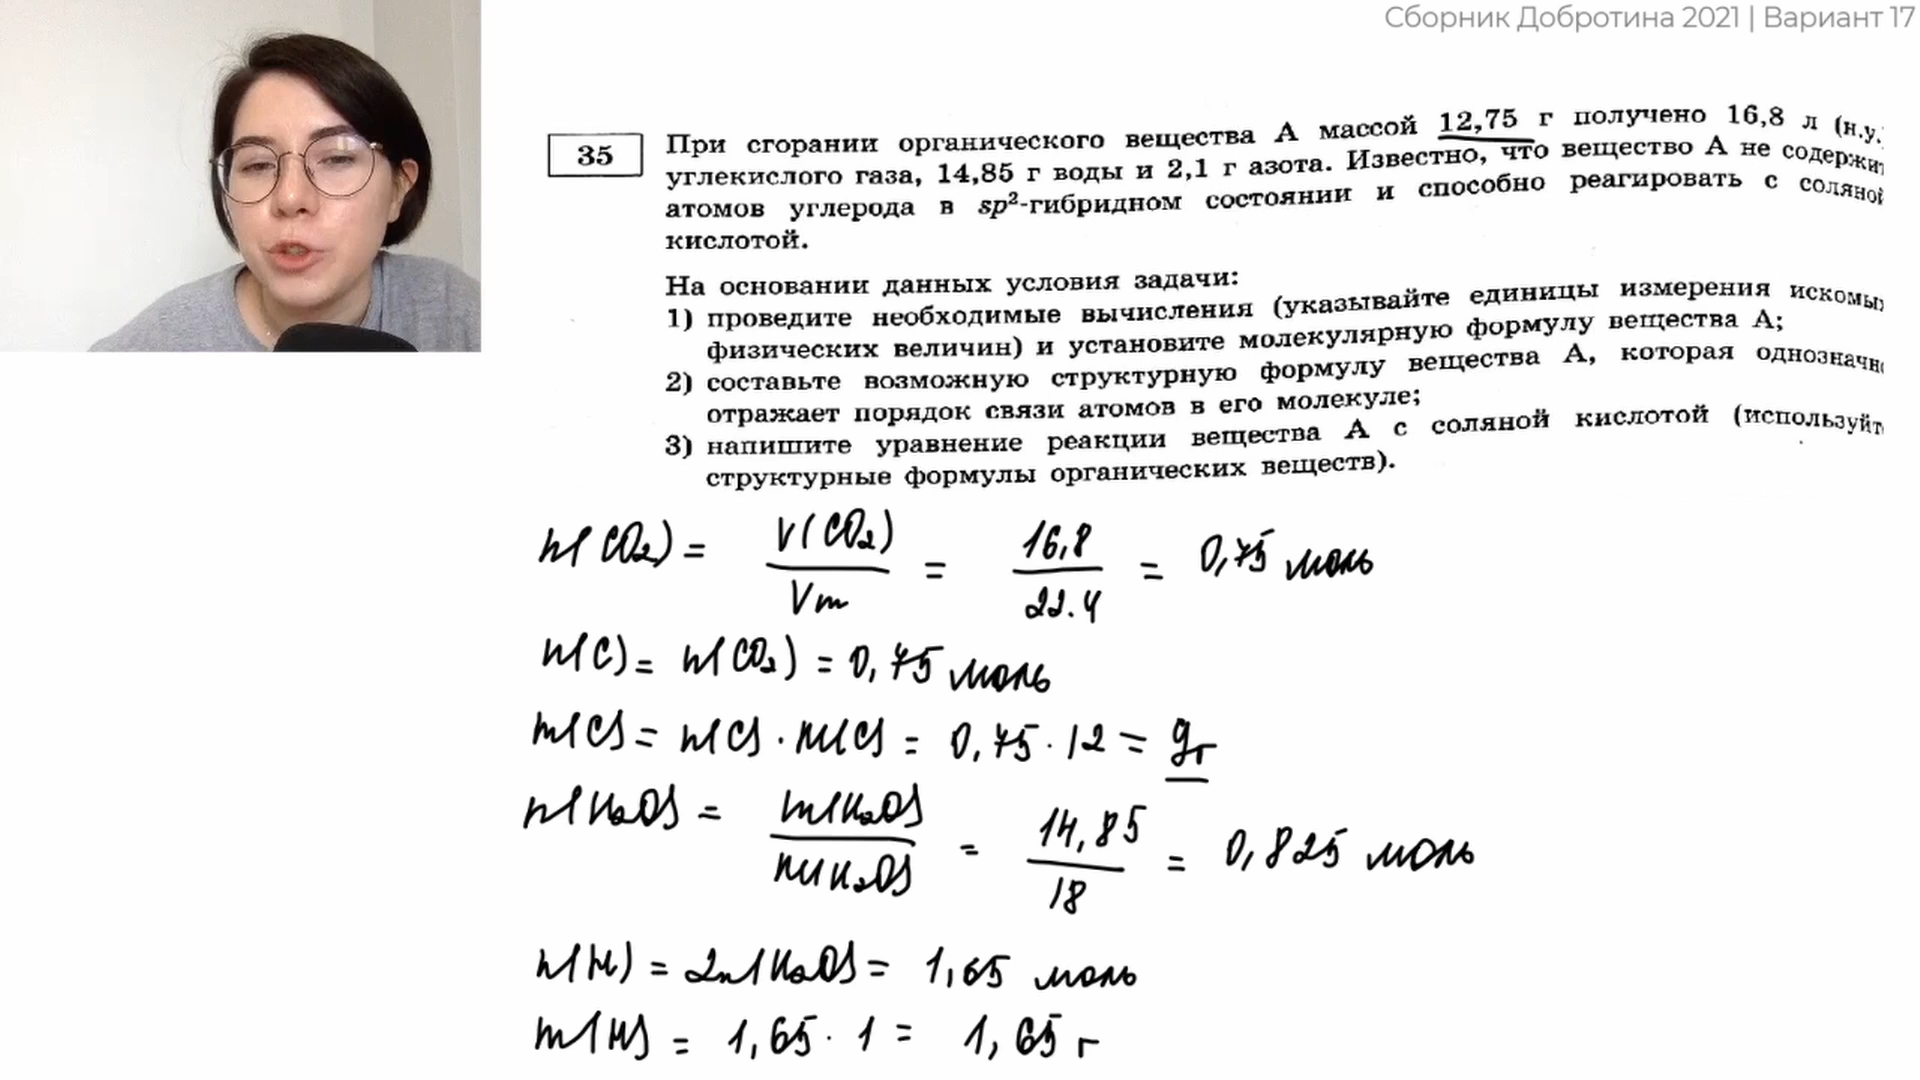 Сборник Добротина 2021 | Вариант 17
35
При сгорании органического вещества А массой 12,75 г получено 16,8 л (н.у.
углекислого газа, 14,85 г воды и 2,1 г азота. Известно, что вещество А не содержит
атомов углерода в sp²-гибридном состоянии и способно реагировать с соляной
кислотой.
На основании данных условия задачи:
1) проведите необходимые вычисления (указывайте единицы измерения искомых
физических величин) и установите молекулярную формулу вещества А;
2) составьте возможную структурную формулу вещества А, которая однозначно
отражает порядок связи атомов в его молекуле;
3) напишите уравнение реакции вещества А с соляной кислотой (используйте
структурные формулы органических веществ).
n(CO₂) = V(CO₂) / Vm = 16,8 / 22.4 = 0,75 моль
n(C) = n(CO₂) = 0,75 моль
m(C) = n(C) · M(C) = 0,75 · 12 = 9г
n(H₂O) = m(H₂O) / M(H₂O) = 14,85 / 18 = 0,825 моль
n(H) = 2n(H₂O) = 1,65 моль
m(H) = 1,65 · 1 = 1,65 г